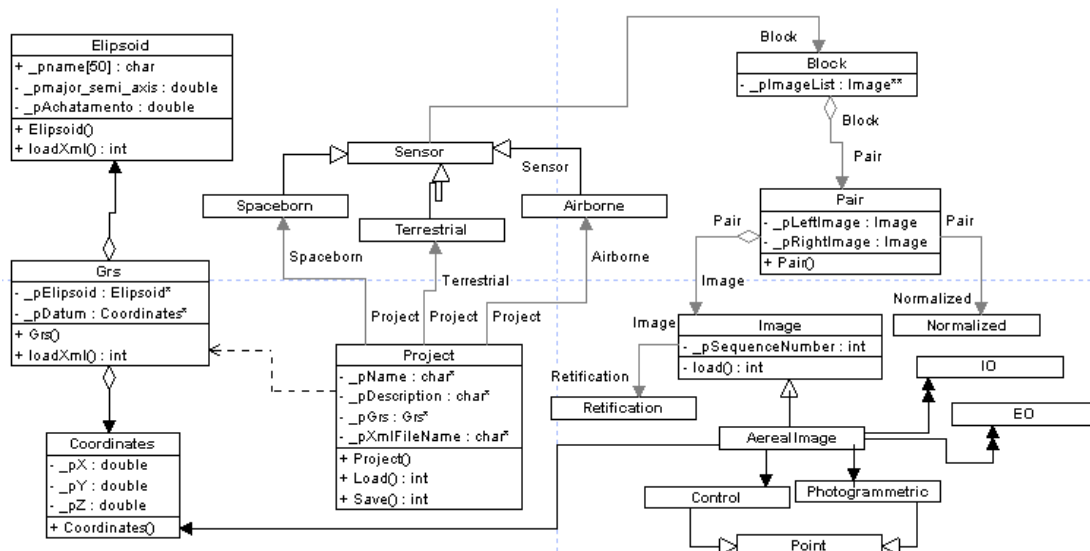 Elipsoid
+ _pname[50] : char
- _pmajor_semi_axis : double
- _pAchatamento : double
+ Elipsoid()
+ loadXml() : int
Block
Block
- _pImageList : Image**
Block
Pair
Sensor
Sensor
Spaceborn
Terrestrial
Airborne
Spaceborn
Terrestrial
Airborne
Project
Project
Project
Pair
Pair
Pair
- _pLeftImage : Image
- _pRightImage : Image
+ Pair()
Image
Normalized
Normalized
Grs
- _pElipsoid : Elipsoid*
- _pDatum : Coordinates*
+ Grs()
+ loadXml() : int
Project
- _pName : char*
- _pDescription : char*
- _pGrs : Grs*
- _pXmlFileName : char*
+ Project()
+ Load() : int
+ Save() : int
Image
Image
- _pSequenceNumber : int
- load() : int
Retification
Retification
IO
EO
Coordinates
- _pX : double
- _pY : double
- _pZ : double
+ Coordinates()
AerealImage
Control
Photogrammetric
Point